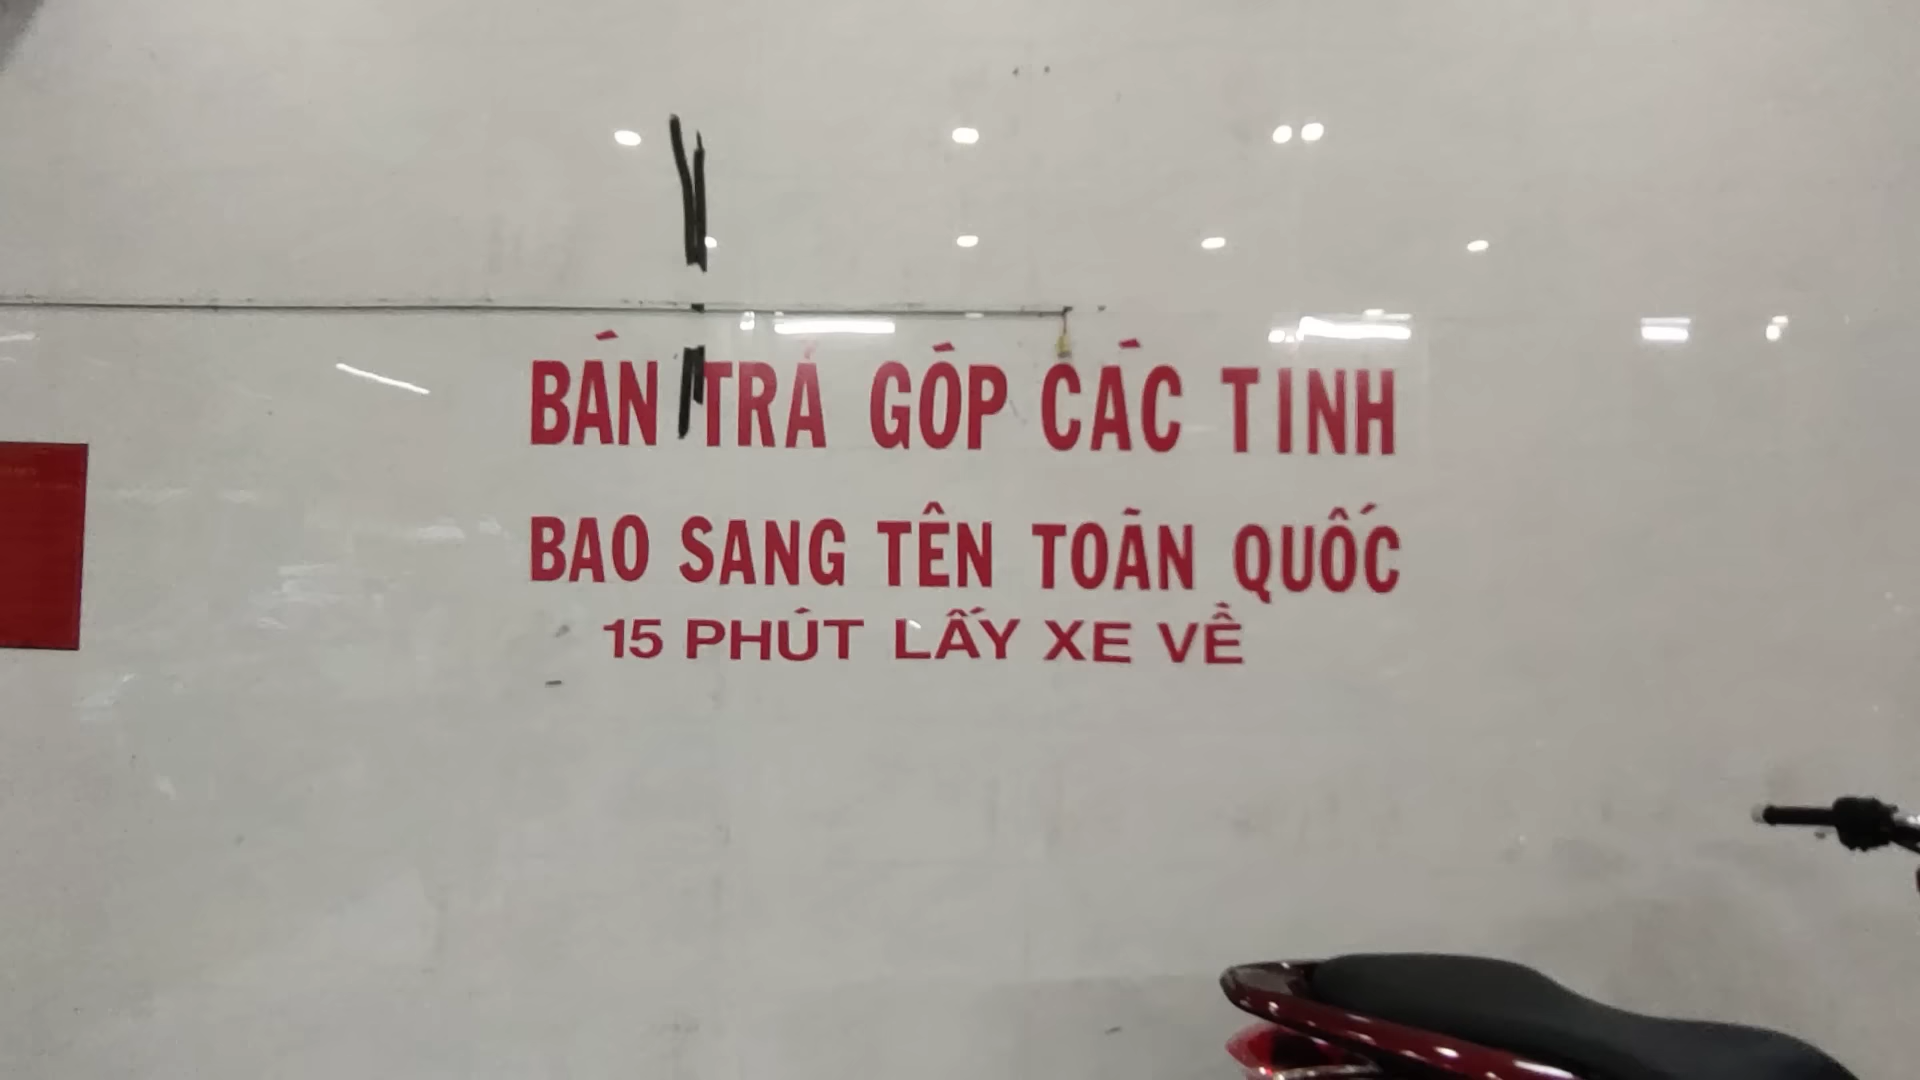 BÁN TRẢ GÓP CÁC TỈNH
BAO SANG TÊN TOÀN QUỐC
15 PHÚT LẤY XE VỀ